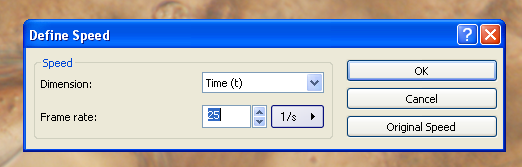 Define Speed
Speed
Dimension:
Time (t)
Frame rate:
25
1/s
OK
Cancel
Original Speed